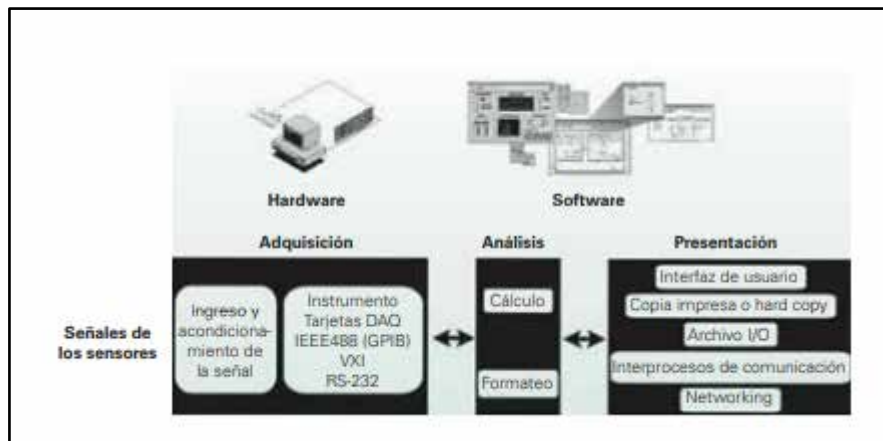 Hardware
Software
Adquisición
Análisis
Presentación
Señales de
los sensores
Ingreso y
acondiciona-
miento de
la señal
Instrumento
Tarjetas DAQ
IEEE488 (GPIB)
VXI
RS-232
Cálculo
Formateo
Interfaz de usuario
Copia impresa o hard copy
Archivo I/O
Interprocesos de comunicación
Networking